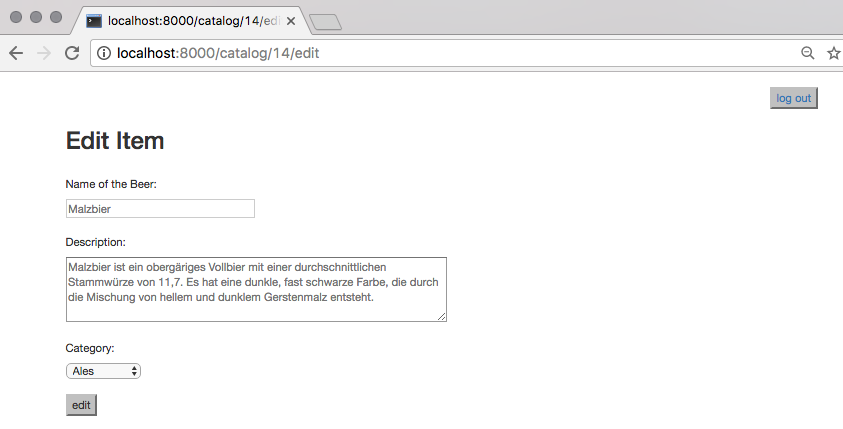 localhost:8000/catalog/14/edi
localhost:8000/catalog/14/edit
log out
Edit Item
Name of the Beer:
Malzbier
Description:
Malzbier ist ein obergäriges Vollbier mit einer durchschnittlichen
Stammwürze von 11,7. Es hat eine dunkle, fast schwarze Farbe, die durch
die Mischung von hellem und dunklem Gerstenmalz entsteht.
Category:
Ales
edit